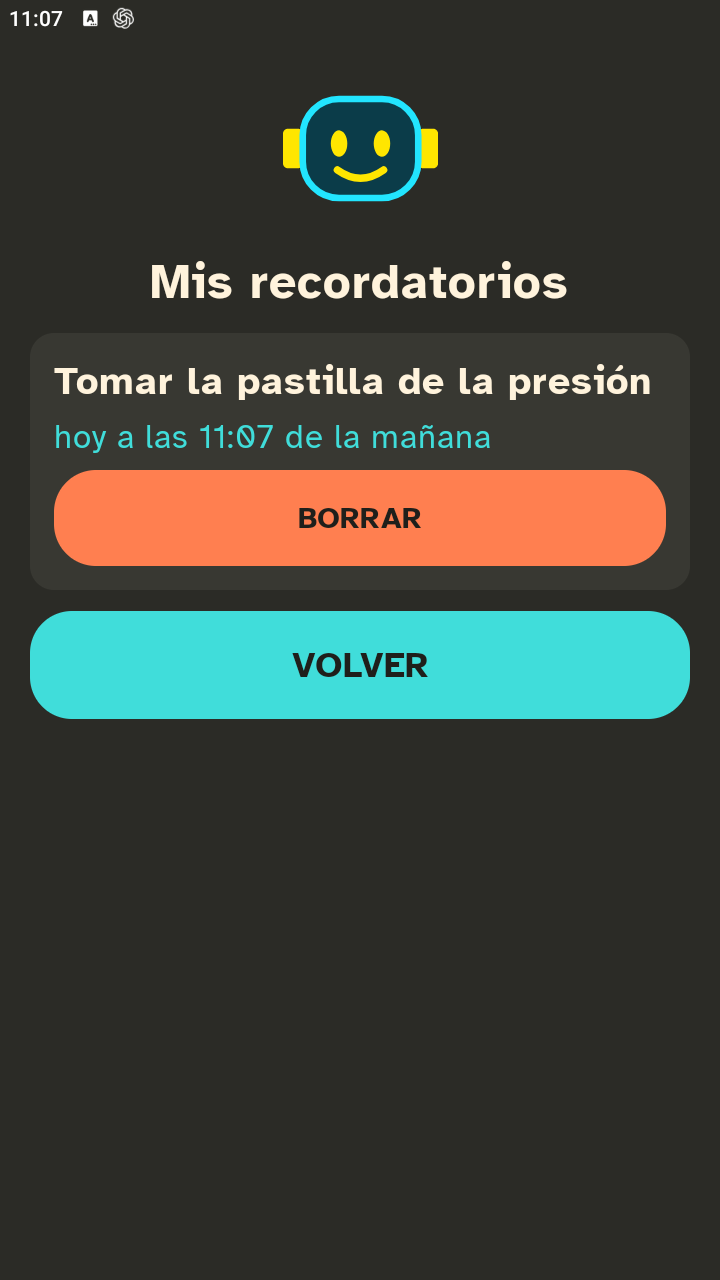 11:07
Mis recordatorios
Tomar la pastilla de la presión
hoy a las 11:07 de la mañana
BORRAR
VOLVER